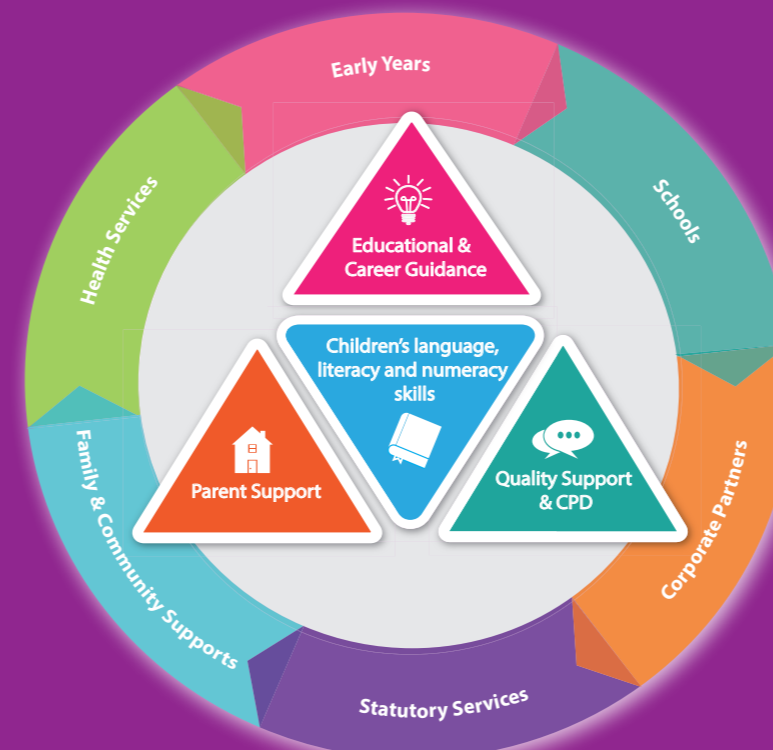 Early Years
Schools
Corporate Partners
Statutory Services
Family & Community Supports
Health Services
Educational &
Career Guidance
Children's language,
literacy and numeracy
skills
Parent Support
Quality Support
& CPD